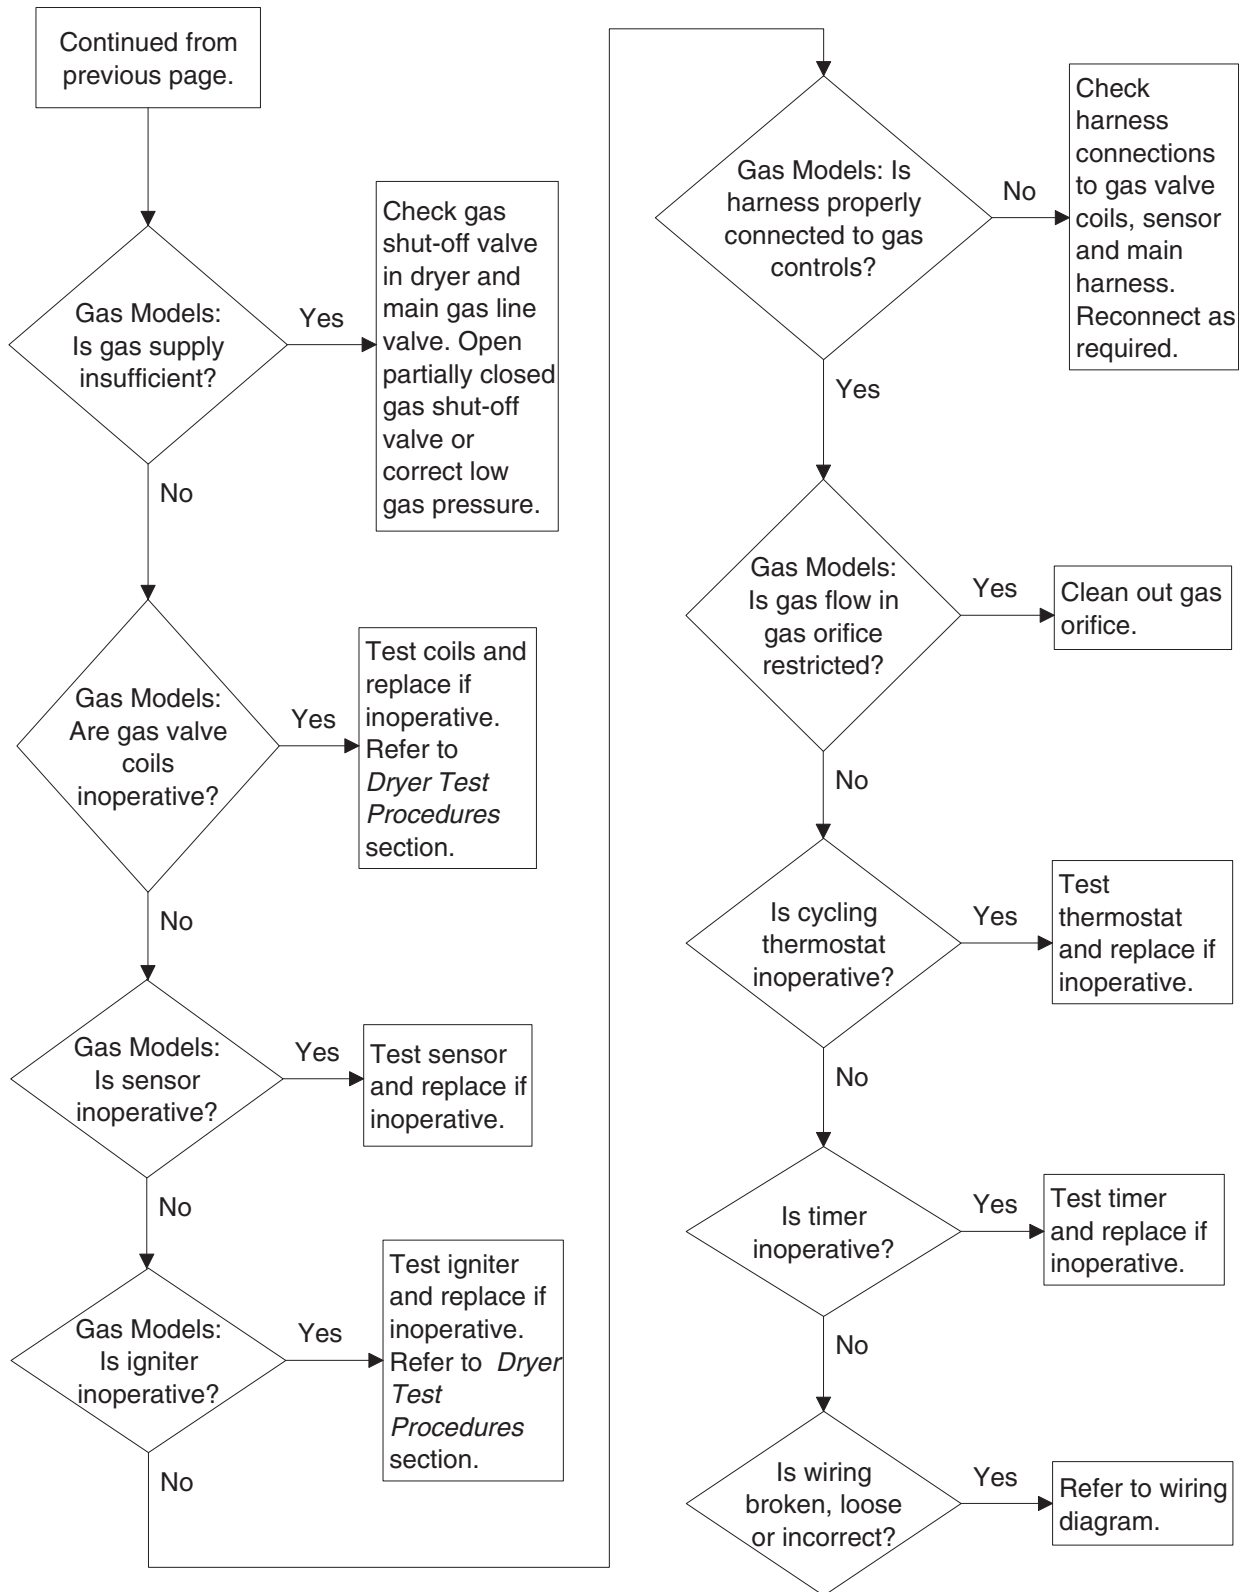 Continued from
previous page.
Gas Models:
Is gas supply
insufficient?
Yes
Check gas
shut-off valve
in dryer and
main gas line
valve. Open
partially closed
gas shut-off
valve or
correct low
gas pressure.
No
Gas Models:
Are gas valve
coils
inoperative?
Yes
Test coils and
replace if
inoperative.
Refer to
Dryer Test
Procedures
section.
No
Gas Models:
Is sensor
inoperative?
Yes
Test sensor
and replace if
inoperative.
No
Gas Models:
Is igniter
inoperative?
Yes
Test igniter
and replace if
inoperative.
Refer to Dryer
Test
Procedures
section.
No
Gas Models: Is
harness properly
connected to gas
controls?
No
Check
harness
connections
to gas valve
coils, sensor
and main
harness.
Reconnect as
required.
Yes
Gas Models:
Is gas flow in
gas orifice
restricted?
Yes
Clean out gas
orifice.
No
Is cycling
thermostat
inoperative?
Yes
Test
thermostat
and replace if
inoperative.
No
Is timer
inoperative?
Yes
Test timer
and replace if
inoperative.
No
Is wiring
broken, loose
or incorrect?
Yes
Refer to wiring
diagram.